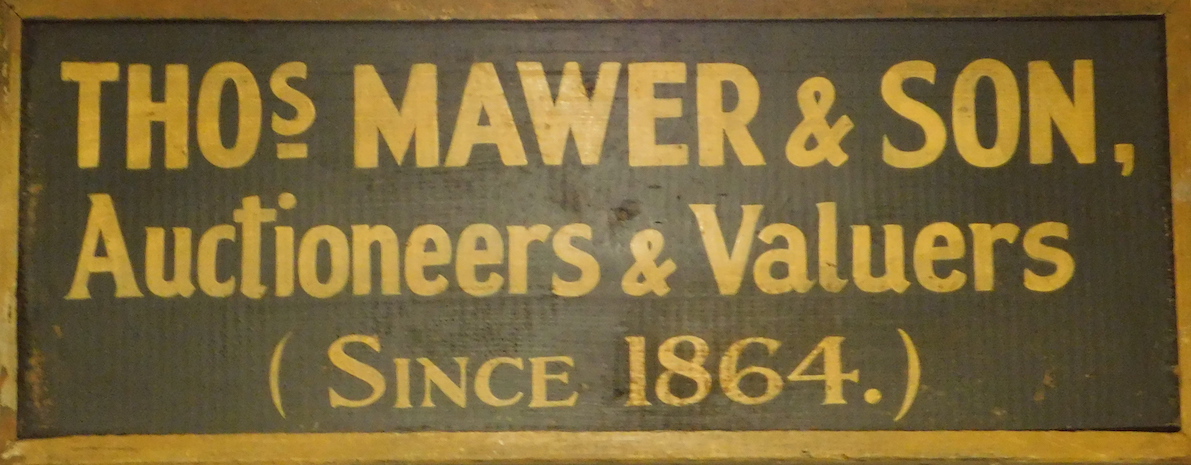 THOS MAWER & SON,
Auctioneers & Valuers
(SINCE 1864.)